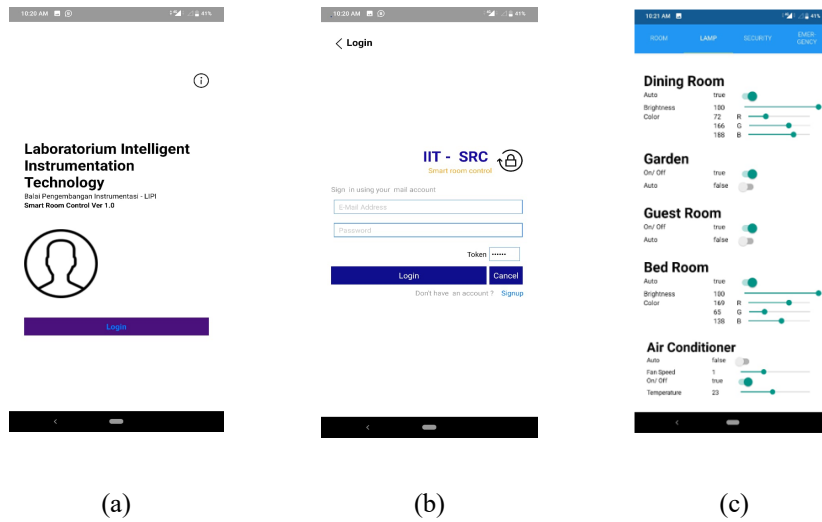 10:20 AM
41%
Laboratorium Intelligent
Instrumentation
Technology
Balai Pengembangan Instrumentasi - LIPI
Smart Room Control Ver 1.0
Login
(a)
10:20 AM
41%
Login
IIT - SRC
Smart room control
Sign in using your mail account
E-Mail Address
Password
Token ••••••
Login Cancel
Don't have an account ? Signup
(b)
10:21 AM
41%
ROOM LAMP SECURITY EMER-
GENCY
Dining Room
Auto true
Brightness 100
Color 72 R
166 G
188 B
Garden
On/ Off true
Auto false
Guest Room
On/ Off true
Auto false
Bed Room
Auto true
Brightness 100
Color 169 R
65 G
138 B
Air Conditioner
Auto false
Fan Speed 1
On/ Off true
Temperature 23
(c)